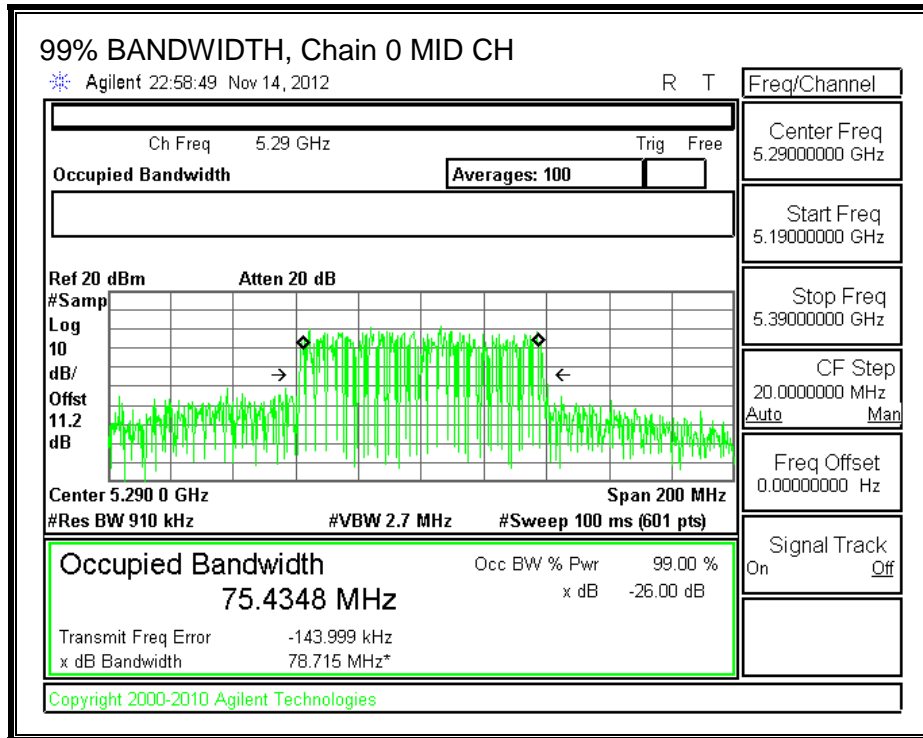 99% BANDWIDTH, Chain 0 MID CH
Agilent 22:58:49 Nov 14, 2012 R T
Freq/Channel
Ch Freq 5.29 GHz Trig Free
Occupied Bandwidth Averages: 100
Center Freq
5.29000000 GHz
Start Freq
5.19000000 GHz
Stop Freq
5.39000000 GHz
CF Step
20.0000000 MHz
Auto Man
Freq Offset
0.00000000 Hz
Signal Track
On Off
Ref 20 dBm Atten 20 dB
#Samp
Log
10
dB/
Offst
11.2
dB
Center 5.290 0 GHz Span 200 MHz
#Res BW 910 kHz #VBW 2.7 MHz #Sweep 100 ms (601 pts)
Occupied Bandwidth Occ BW % Pwr 99.00 %
75.4348 MHz x dB -26.00 dB
Transmit Freq Error -143.999 kHz
x dB Bandwidth 78.715 MHz*
Copyright 2000-2010 Agilent Technologies